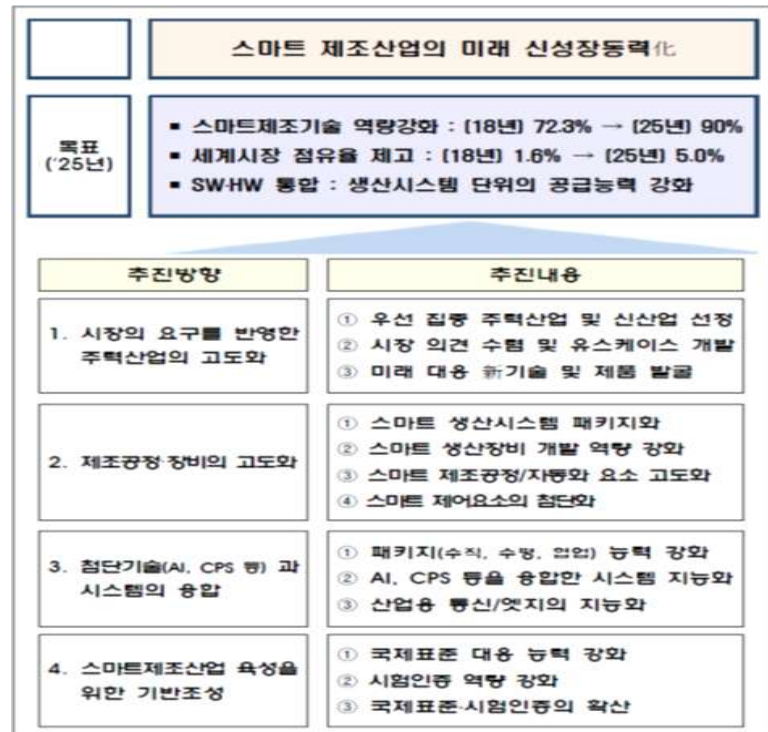 스마트 제조산업의 미래 신성장동력化
목표
('25년)
▪ 스마트제조기술 역량강화 : (18년) 72.3% → (25년) 90%
▪ 세계시장 점유율 제고 : (18년) 1.6% → (25년) 5.0%
▪ SW·HW 통합 : 생산시스템 단위의 공급능력 강화
추진방향
추진내용
1. 시장의 요구를 반영한
주력산업의 고도화
① 우선 집중 주력산업 및 신산업 선정
② 시장 의견 수렴 및 유스케이스 개발
③ 미래 대응 新기술 및 제품 발굴
2. 제조공정·장비의 고도화
① 스마트 생산시스템 패키지화
② 스마트 생산장비 개발 역량 강화
③ 스마트 제조공정/자동화 요소 고도화
④ 스마트 제어요소의 첨단화
3. 첨단기술(AI, CPS 등) 과
시스템의 융합
① 패키지(수직, 수평, 협업) 능력 강화
② AI, CPS 등을 융합한 시스템 지능화
③ 산업용 통신/엣지의 지능화
4. 스마트제조산업 육성을
위한 기반조성
① 국제표준 대응 능력 강화
② 시험인증 역량 강화
③ 국제표준·시험인증의 확산